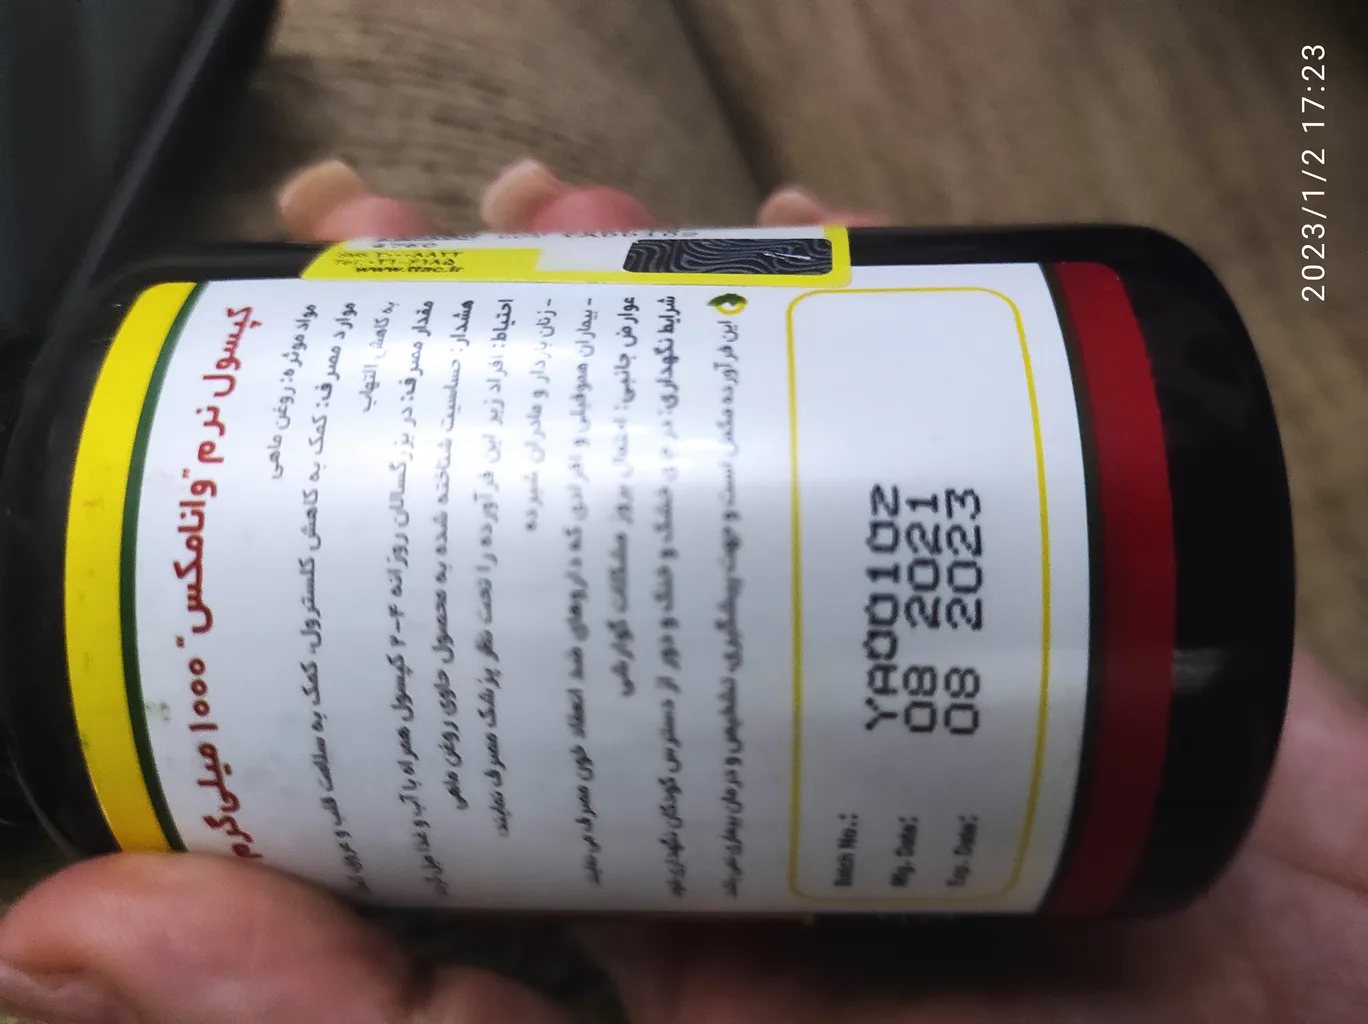 کپسول نرم "وانامکس" ۱۰۰۰ میلی‌گرم
مواد موثره: روغن ماهی
موارد مصرف: کمک به کاهش کلسترول، کمک به سلامت قلب و عروق
به کاهش التهاب
مقدار مصرف: در بزرگسالان روزانه ۴-۲ کپسول همراه با آب و غذا میل
هشدار: حساسیت شناخته شده به محصول حاوی روغن ماهی
احتیاط: افراد زیر این فرآورده را تحت نظر پزشک مصرف نمایند:
- زنان باردار و مادران شیرده
- بیماران هموفیلی و افرادی که داروهای ضد انعقاد خون مصرف می نمایند.
عوارض جانبی: احتمال بروز مشکلات گوارشی
شرایط نگهداری: در جای خشک و خنک و دور از دسترس کودکان نگهداری شود
این فرآورده مکمل است و جهت پیشگیری، تشخیص و درمان بیماری نمی باشد.
Batch No.: YA00102
Mfg. Date: 08 2021
Exp. Date: 08 2023
www.ttac.ir
2023/1/2 17:23